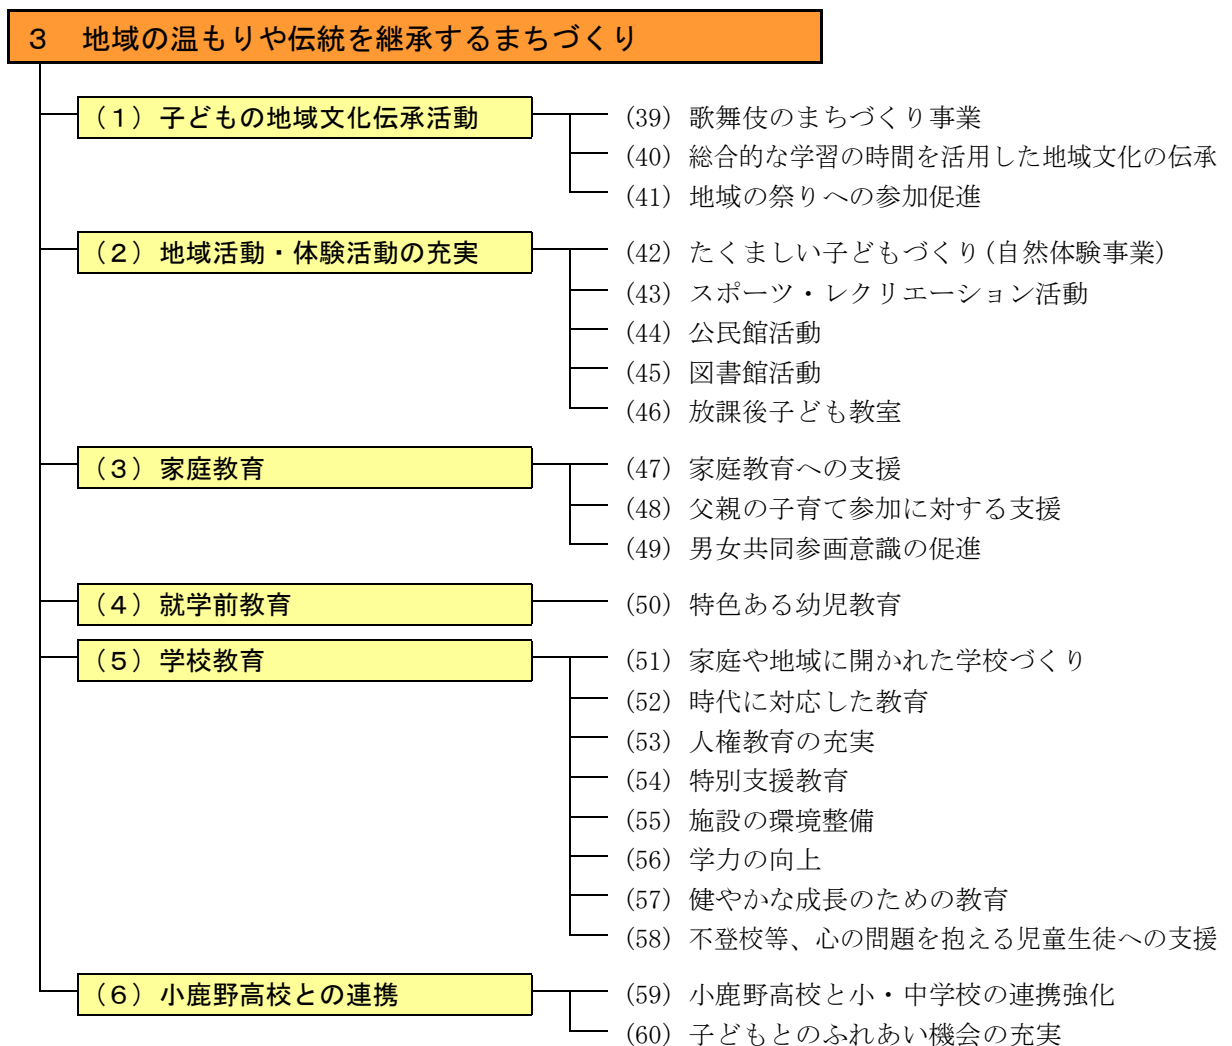 ３　地域の温もりや伝統を継承するまちづくり
（１）子どもの地域文化伝承活動
(39) 歌舞伎のまちづくり事業
(40) 総合的な学習の時間を活用した地域文化の伝承
(41) 地域の祭りへの参加促進
（２）地域活動・体験活動の充実
(42) たくましい子どもづくり(自然体験事業)
(43) スポーツ・レクリエーション活動
(44) 公民館活動
(45) 図書館活動
(46) 放課後子ども教室
（３）家庭教育
(47) 家庭教育への支援
(48) 父親の子育て参加に対する支援
(49) 男女共同参画意識の促進
（４）就学前教育
(50) 特色ある幼児教育
（５）学校教育
(51) 家庭や地域に開かれた学校づくり
(52) 時代に対応した教育
(53) 人権教育の充実
(54) 特別支援教育
(55) 施設の環境整備
(56) 学力の向上
(57) 健やかな成長のための教育
(58) 不登校等、心の問題を抱える児童生徒への支援
（６）小鹿野高校との連携
(59) 小鹿野高校と小・中学校の連携強化
(60) 子どもとのふれあい機会の充実